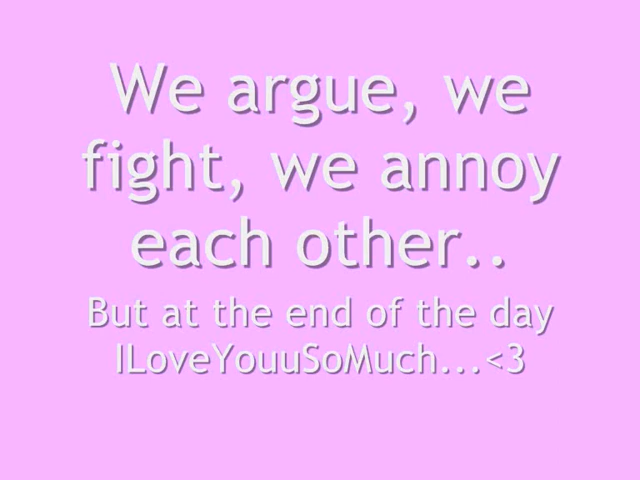 We argue, we
fight, we annoy
each other..
But at the end of the day
ILoveYouuSoMuch...<3